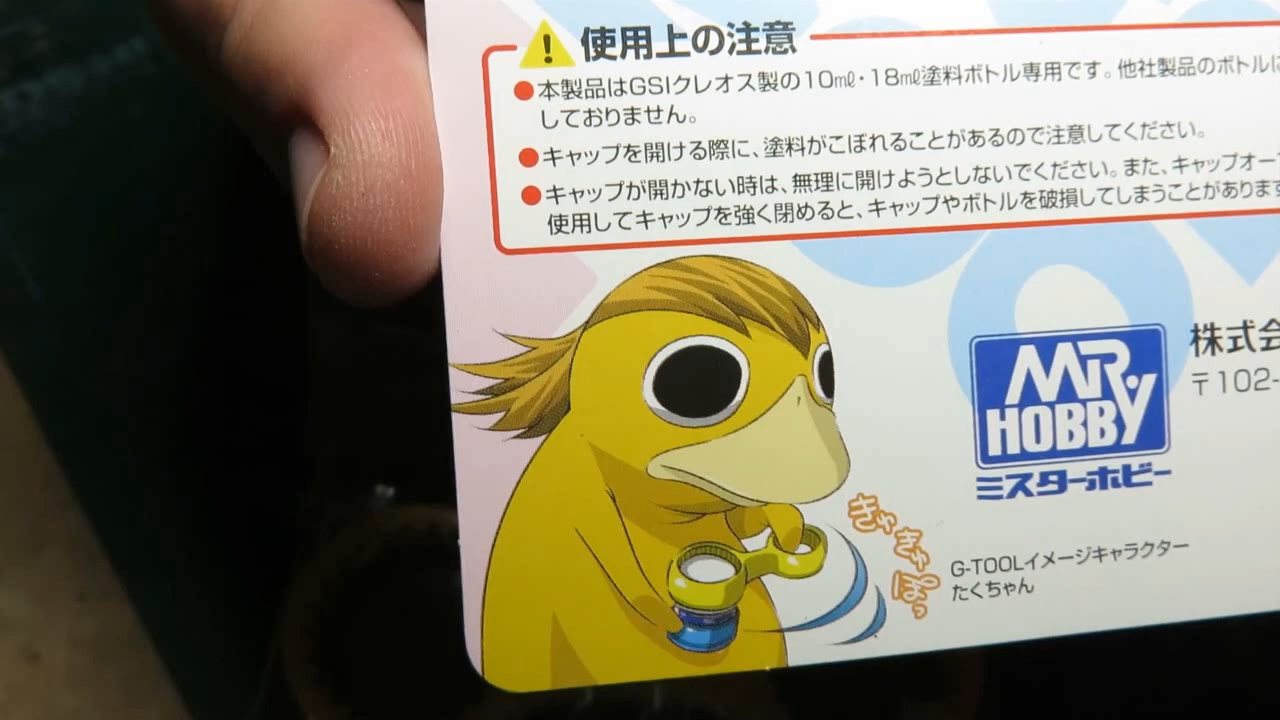 使用上の注意
●本製品はGSIクレオス製の10㎖・18㎖塗料ボトル専用です。他社製品のボトルに
しておりません。
●キャップを開ける際に、塗料がこぼれることがあるので注意してください。
●キャップが開かない時は、無理に開けようとしないでください。また、キャップオー
使用してキャップを強く閉めると、キャップやボトルを破損してしまうことがあります
MR.
HOBBY
ミスターホビー
株式会
〒102-
きゅきゅぽっ
G-TOOLイメージキャラクター
たくちゃん